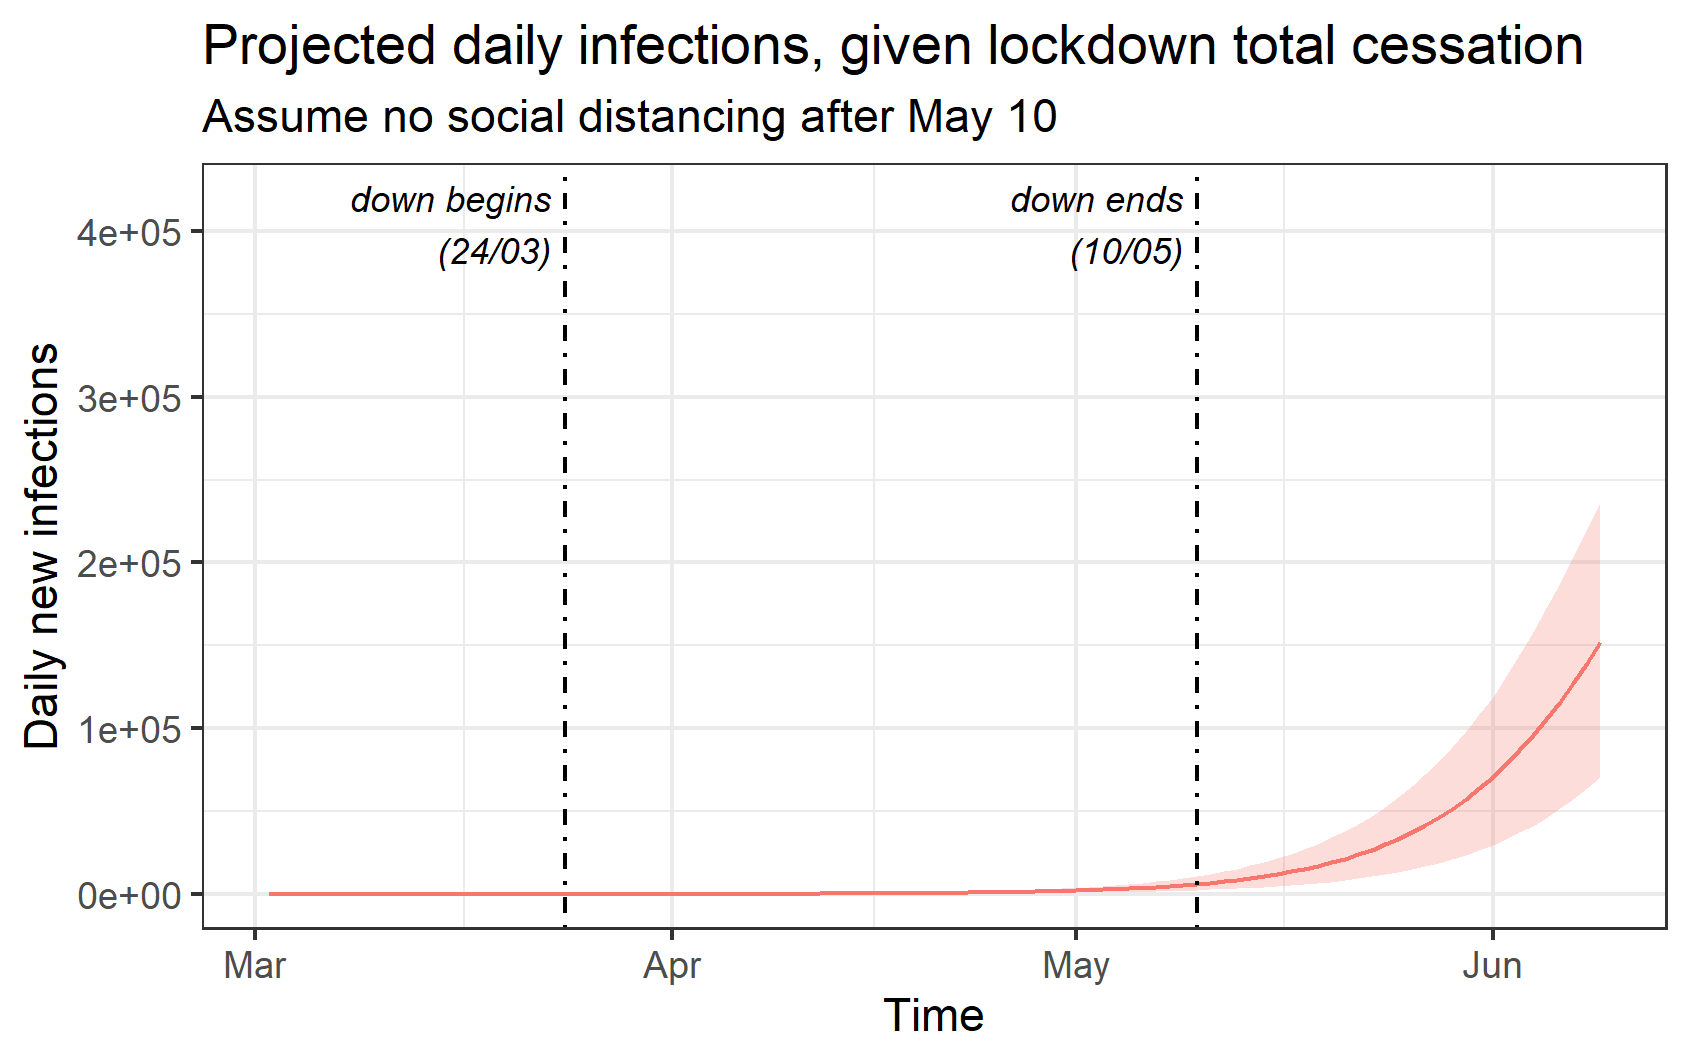 Projected daily infections, given lockdown total cessation
Assume no social distancing after May 10
down begins
(24/03)
down ends
(10/05)
4e+05
3e+05
2e+05
1e+05
0e+00
Daily new infections
Mar
Apr
May
Jun
Time